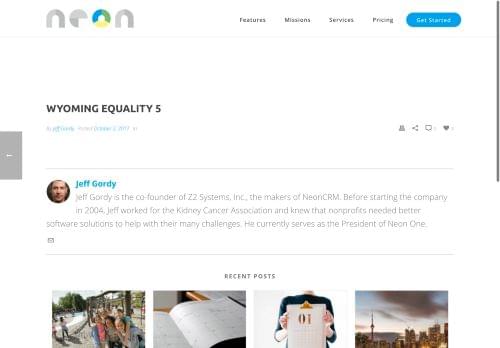 neon
Features Missions Services Pricing Get Started
WYOMING EQUALITY 5
By Jeff Gordy Posted October 2, 2017 In
0 0
←
Jeff Gordy
Jeff Gordy is the co-founder of Z2 Systems, Inc., the makers of NeonCRM. Before starting the company
in 2004, Jeff worked for the Kidney Cancer Association and knew that nonprofits needed better
software solutions to help with their many challenges. He currently serves as the President of Neon One.
RECENT POSTS
01